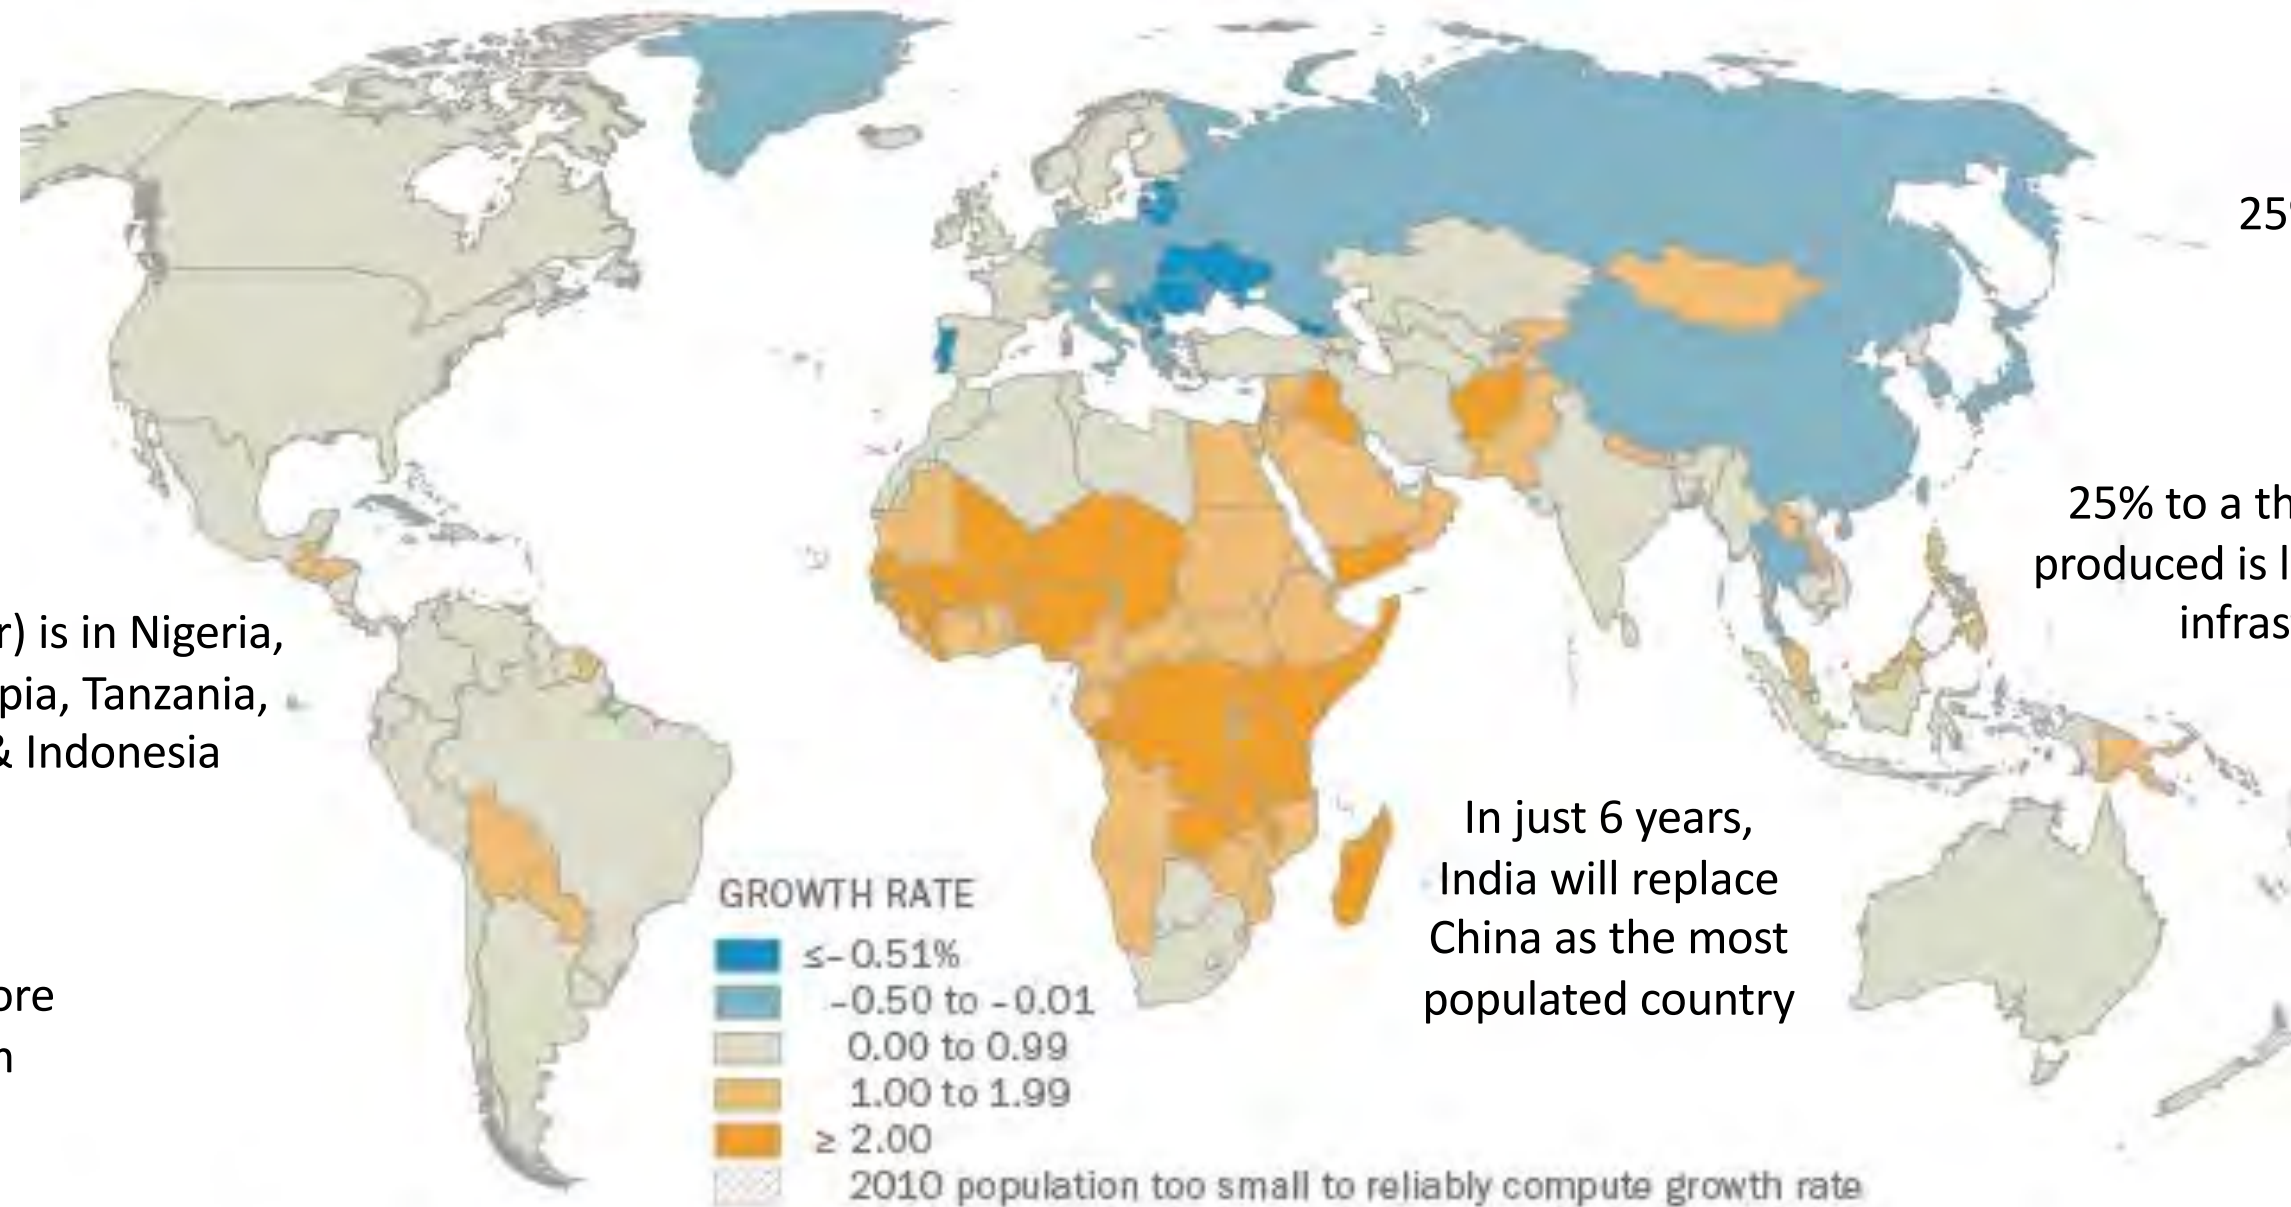 25
25% to a th
produced is l
infras
r) is in Nigeria,
pia, Tanzania,
& Indonesia
In just 6 years,
India will replace
China as the most
populated country
ore
GROWTH RATE
≤-0.51%
-0.50 to -0.01
0.00 to 0.99
1.00 to 1.99
≥ 2.00
2010 population too small to reliably compute growth rate